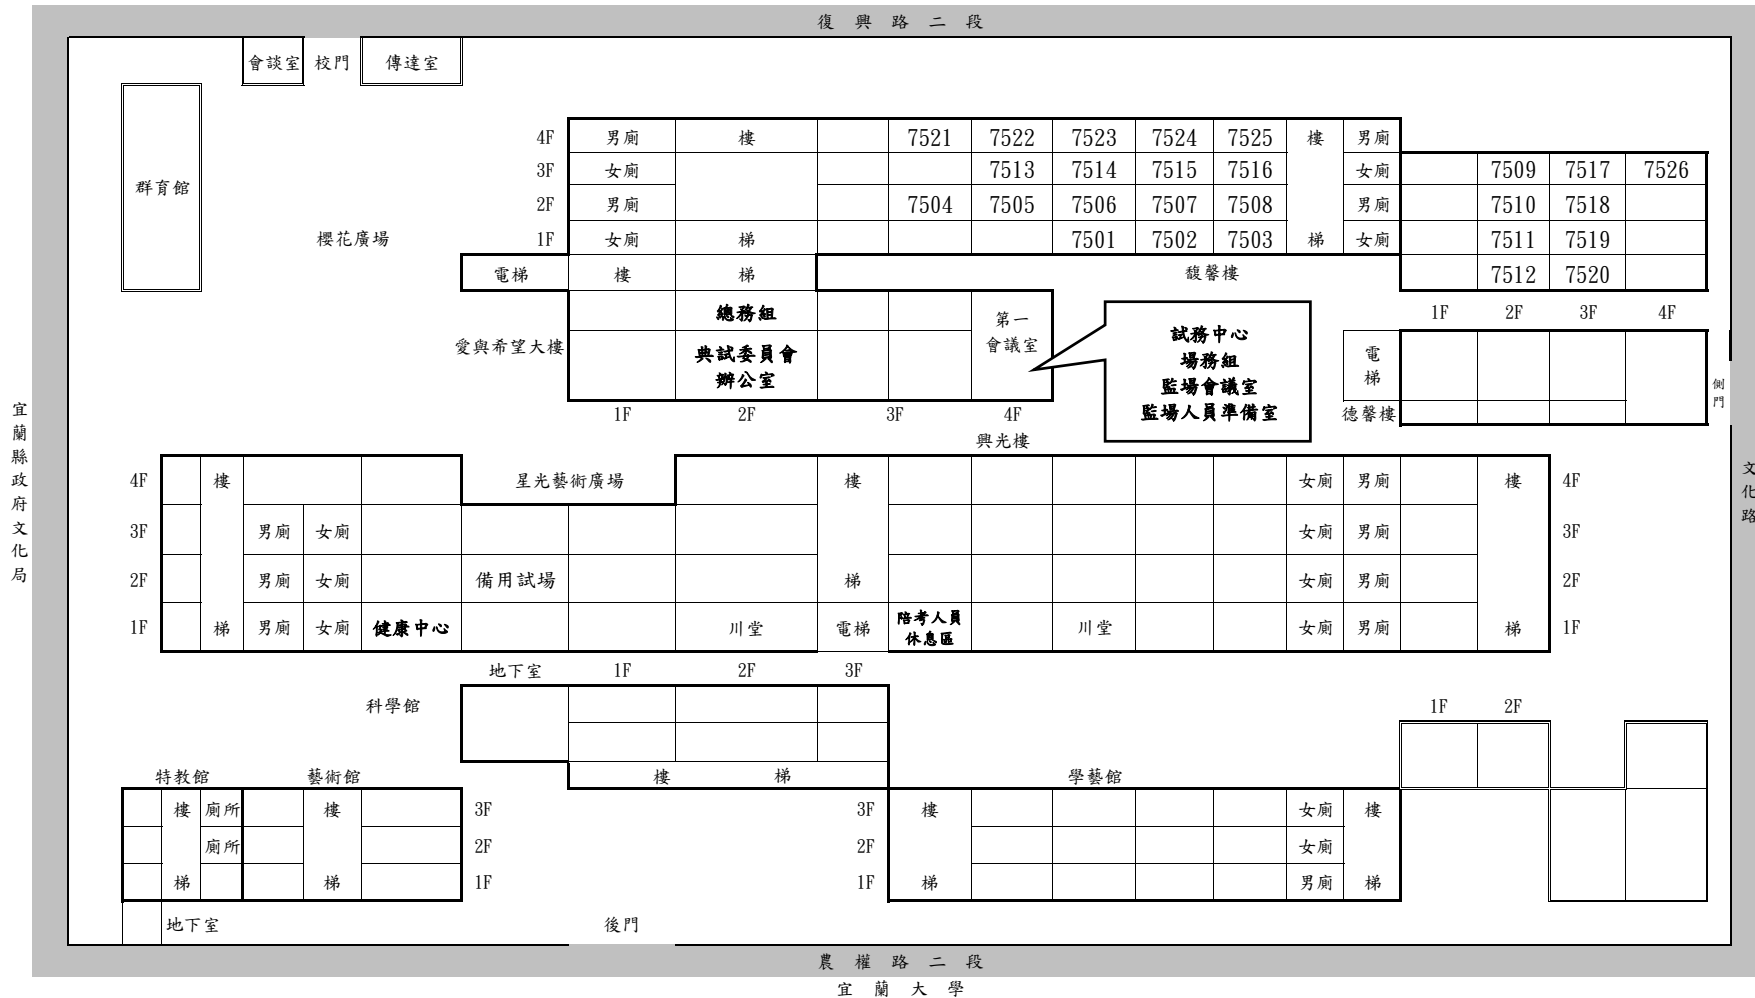 復興路二段
會談室 校門 傳達室
群育館
櫻花廣場
4F 男廁 樓 7521 7522 7523 7524 7525 樓 男廁
3F 女廁 7513 7514 7515 7516 女廁 7509 7517 7526
2F 男廁 7504 7505 7506 7507 7508 男廁 7510 7518
1F 女廁 梯 7501 7502 7503 梯 女廁 7511 7519
電梯 樓 梯 馥馨樓 7512 7520
1F 2F 3F 4F
愛與希望大樓
總務組
典試委員會
辦公室
第一
會議室
試務中心
場務組
監場會議室
監場人員準備室
電
梯
德馨樓
側
門
1F 2F 3F 4F
興光樓
宜
蘭
縣
政
府
文
化
局
文
化
路
4F 樓 星光藝術廣場 樓 女廁 男廁 樓 4F
3F 男廁 女廁 女廁 男廁 3F
2F 男廁 女廁 備用試場 梯 女廁 男廁 2F
1F 梯 男廁 女廁 健康中心 川堂 電梯 陪考人員 川堂 女廁 男廁 梯 1F
休息區
地下室 1F 2F 3F
科學館
1F 2F
樓 梯
特教館 藝術館 學藝館
樓 廁所 樓 3F 3F 樓 女廁 樓
廁所 2F 2F 女廁
梯 梯 1F 1F 梯 男廁 梯
地下室 後門
農權路二段
宜蘭大學